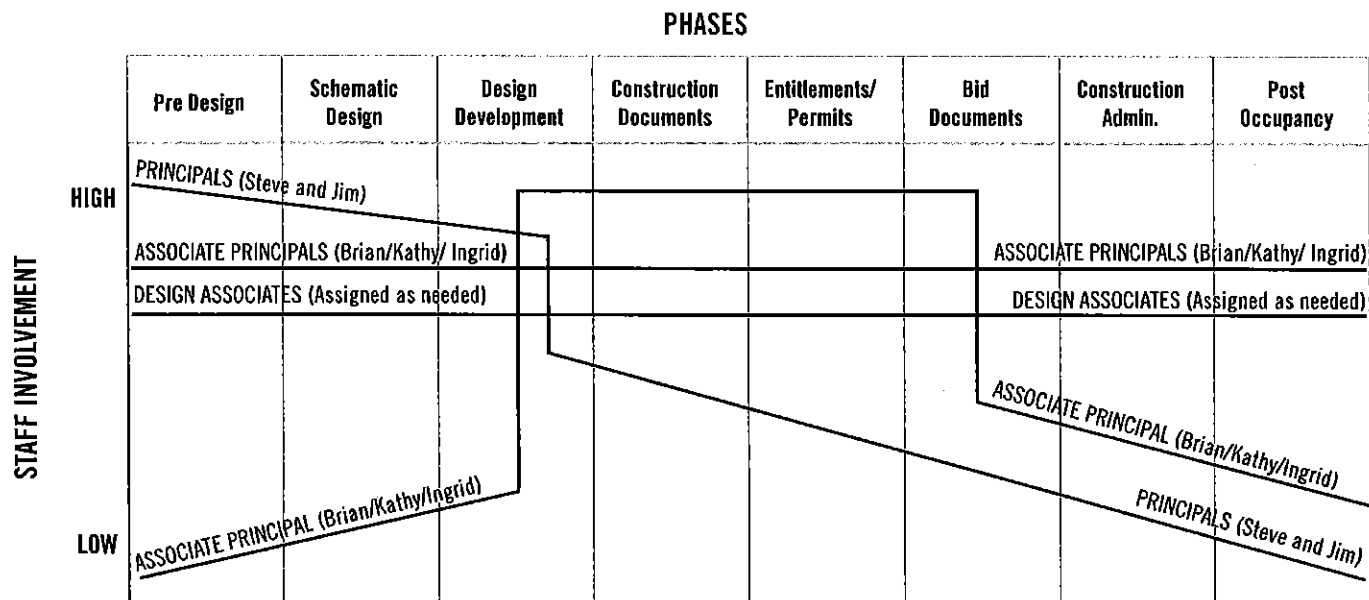 PHASES
Pre Design
Schematic
Design
Design
Development
Construction
Documents
Entitlements/
Permits
Bid
Documents
Construction
Admin.
Post
Occupancy
STAFF INVOLVEMENT
HIGH
LOW
PRINCIPALS (Steve and Jim)
ASSOCIATE PRINCIPALS (Brian/Kathy/ Ingrid)
ASSOCIATE PRINCIPALS (Brian/Kathy/ Ingrid)
DESIGN ASSOCIATES (Assigned as needed)
DESIGN ASSOCIATES (Assigned as needed)
ASSOCIATE PRINCIPAL (Brian/Kathy/Ingrid)
ASSOCIATE PRINCIPAL (Brian/Kathy/Ingrid)
PRINCIPALS (Steve and Jim)